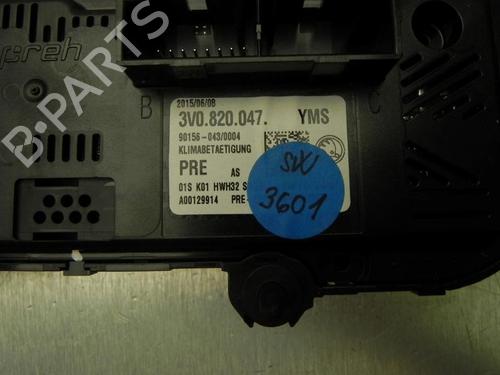 preh
B-PARTS
B
C
2015/06/08
3V0.820.047. YMS
90156-043/0004
KLIMABETAETIGUNG
PRE AS
01S K01 HWH32 S
A00129914 PRE-
SVU
3601